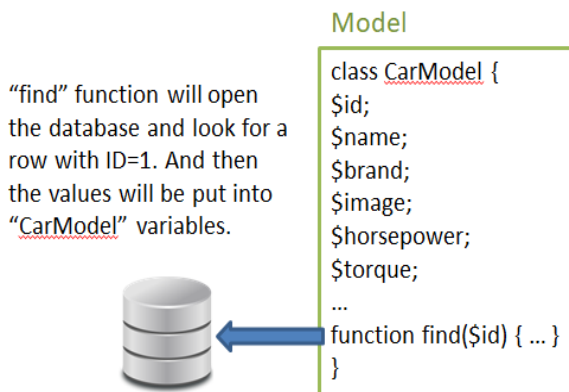 Model
“find” function will open
the database and look for a
row with ID=1. And then
the values will be put into
“CarModel” variables.
class CarModel {
$id;
$name;
$brand;
$image;
$horsepower;
$torque;
...
function find($id) { ... }
}